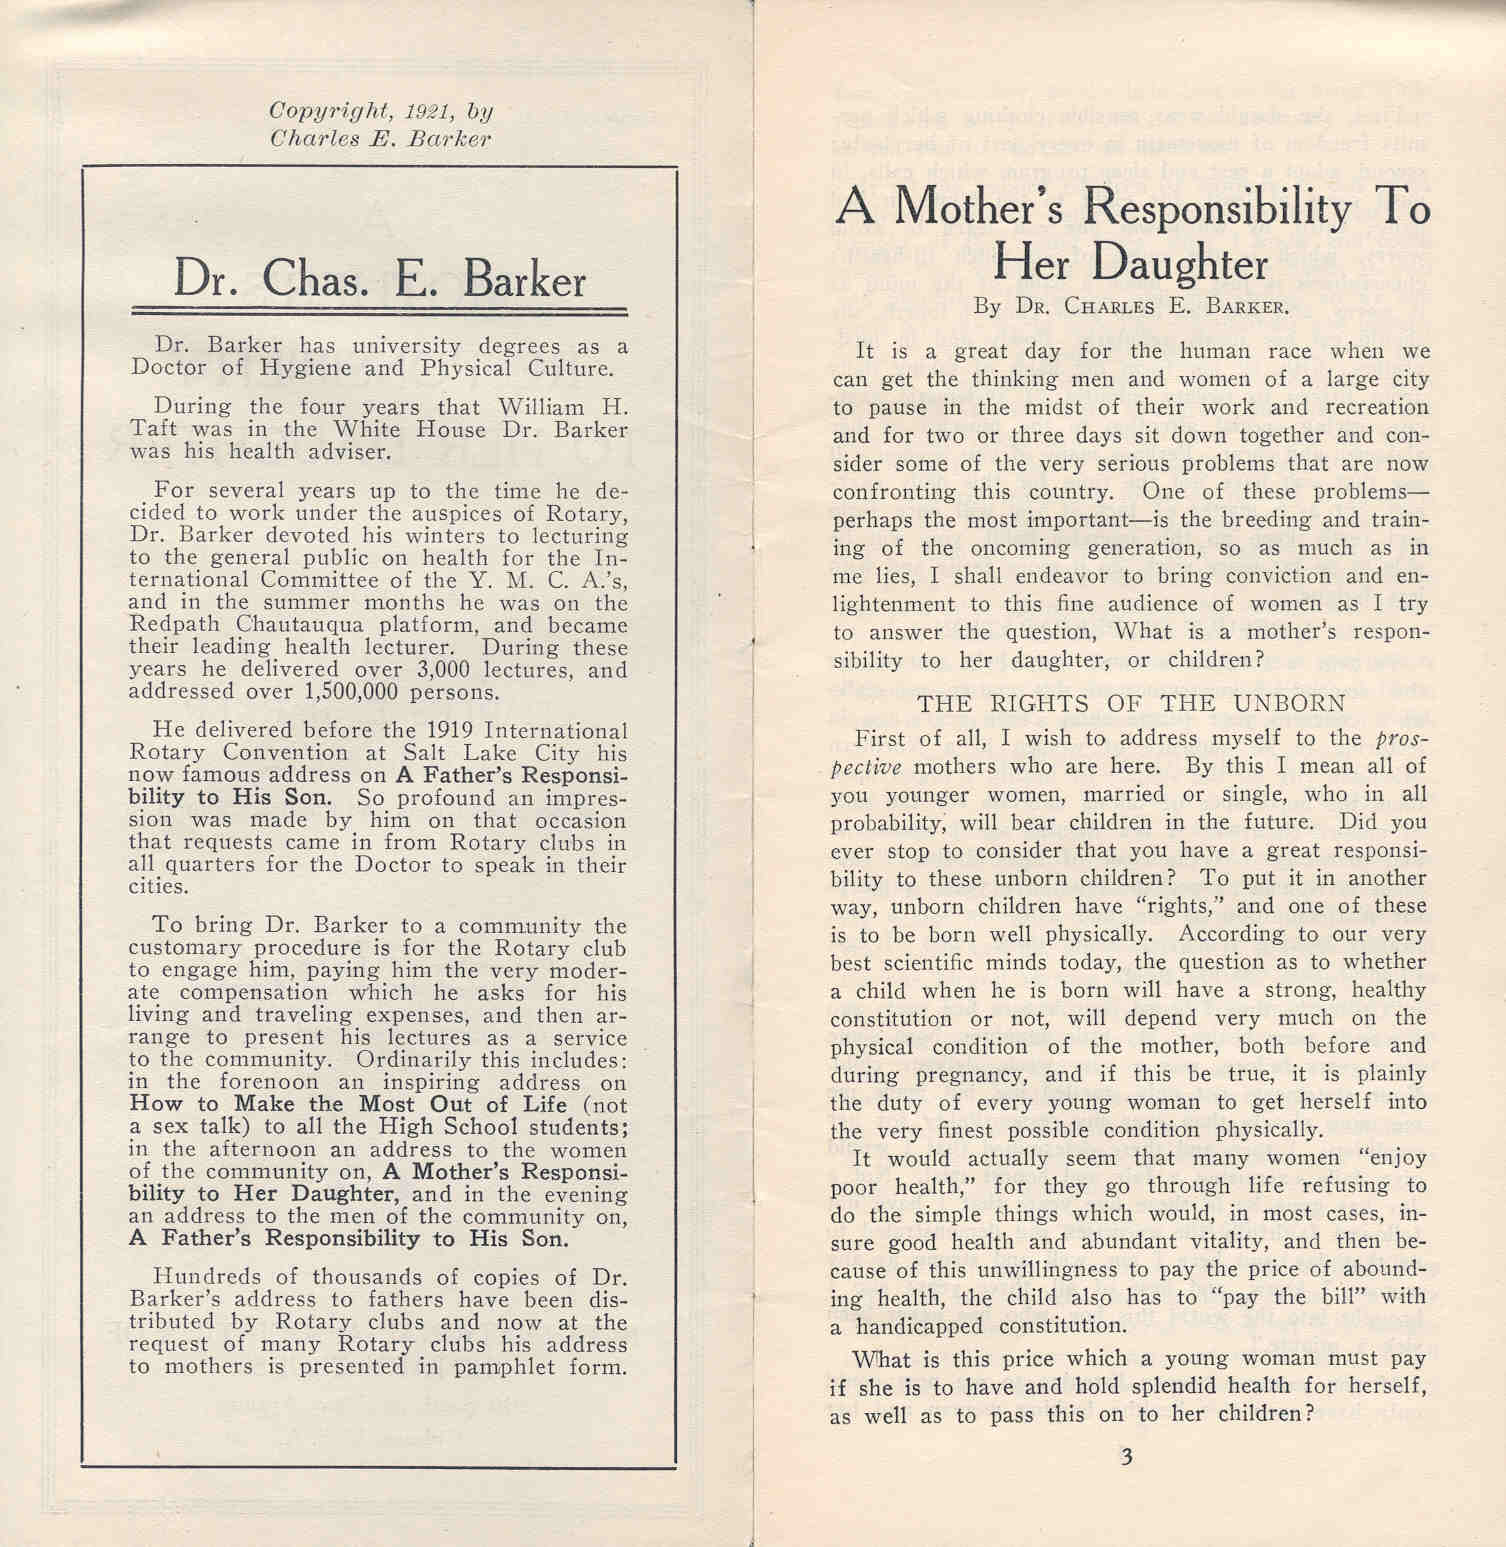 Copyright, 1921, by
Charles E. Barker
Dr. Chas. E. Barker
Dr. Barker has university degrees as a
Doctor of Hygiene and Physical Culture.
During the four years that William H.
Taft was in the White House Dr. Barker
was his health adviser.
For several years up to the time he de-
cided to work under the auspices of Rotary,
Dr. Barker devoted his winters to lecturing
to the general public on health for the In-
ternational Committee of the Y. M. C. A.'s,
and in the summer months he was on the
Redpath Chautauqua platform, and became
their leading health lecturer. During these
years he delivered over 3,000 lectures, and
addressed over 1,500,000 persons.
He delivered before the 1919 International
Rotary Convention at Salt Lake City his
now famous address on A Father's Responsi-
bility to His Son. So profound an impres-
sion was made by him on that occasion
that requests came in from Rotary clubs in
all quarters for the Doctor to speak in their
cities.
To bring Dr. Barker to a community the
customary procedure is for the Rotary club
to engage him, paying him the very moder-
ate compensation which he asks for his
living and traveling expenses, and then ar-
range to present his lectures as a service
to the community. Ordinarily this includes:
in the forenoon an inspiring address on
How to Make the Most Out of Life (not
a sex talk) to all the High School students;
in the afternoon an address to the women
of the community on, A Mother's Responsi-
bility to Her Daughter, and in the evening
an address to the men of the community on,
A Father's Responsibility to His Son.
Hundreds of thousands of copies of Dr.
Barker's address to fathers have been dis-
tributed by Rotary clubs and now at the
request of many Rotary clubs his address
to mothers is presented in pamphlet form.
A Mother's Responsibility To
Her Daughter
By Dr. Charles E. Barker.
It is a great day for the human race when we
can get the thinking men and women of a large city
to pause in the midst of their work and recreation
and for two or three days sit down together and con-
sider some of the very serious problems that are now
confronting this country. One of these problems—
perhaps the most important—is the breeding and train-
ing of the oncoming generation, so as much as in
me lies, I shall endeavor to bring conviction and en-
lightenment to this fine audience of women as I try
to answer the question, What is a mother's respon-
sibility to her daughter, or children?
THE RIGHTS OF THE UNBORN
First of all, I wish to address myself to the pros-
pective mothers who are here. By this I mean all of
you younger women, married or single, who in all
probability, will bear children in the future. Did you
ever stop to consider that you have a great responsi-
bility to these unborn children? To put it in another
way, unborn children have "rights," and one of these
is to be born well physically. According to our very
best scientific minds today, the question as to whether
a child when he is born will have a strong, healthy
constitution or not, will depend very much on the
physical condition of the mother, both before and
during pregnancy, and if this be true, it is plainly
the duty of every young woman to get herself into
the very finest possible condition physically.
It would actually seem that many women "enjoy
poor health," for they go through life refusing to
do the simple things which would, in most cases, in-
sure good health and abundant vitality, and then be-
cause of this unwillingness to pay the price of abound-
ing health, the child also has to "pay the bill" with
a handicapped constitution.
What is this price which a young woman must pay
if she is to have and hold splendid health for herself,
as well as to pass this on to her children?
3